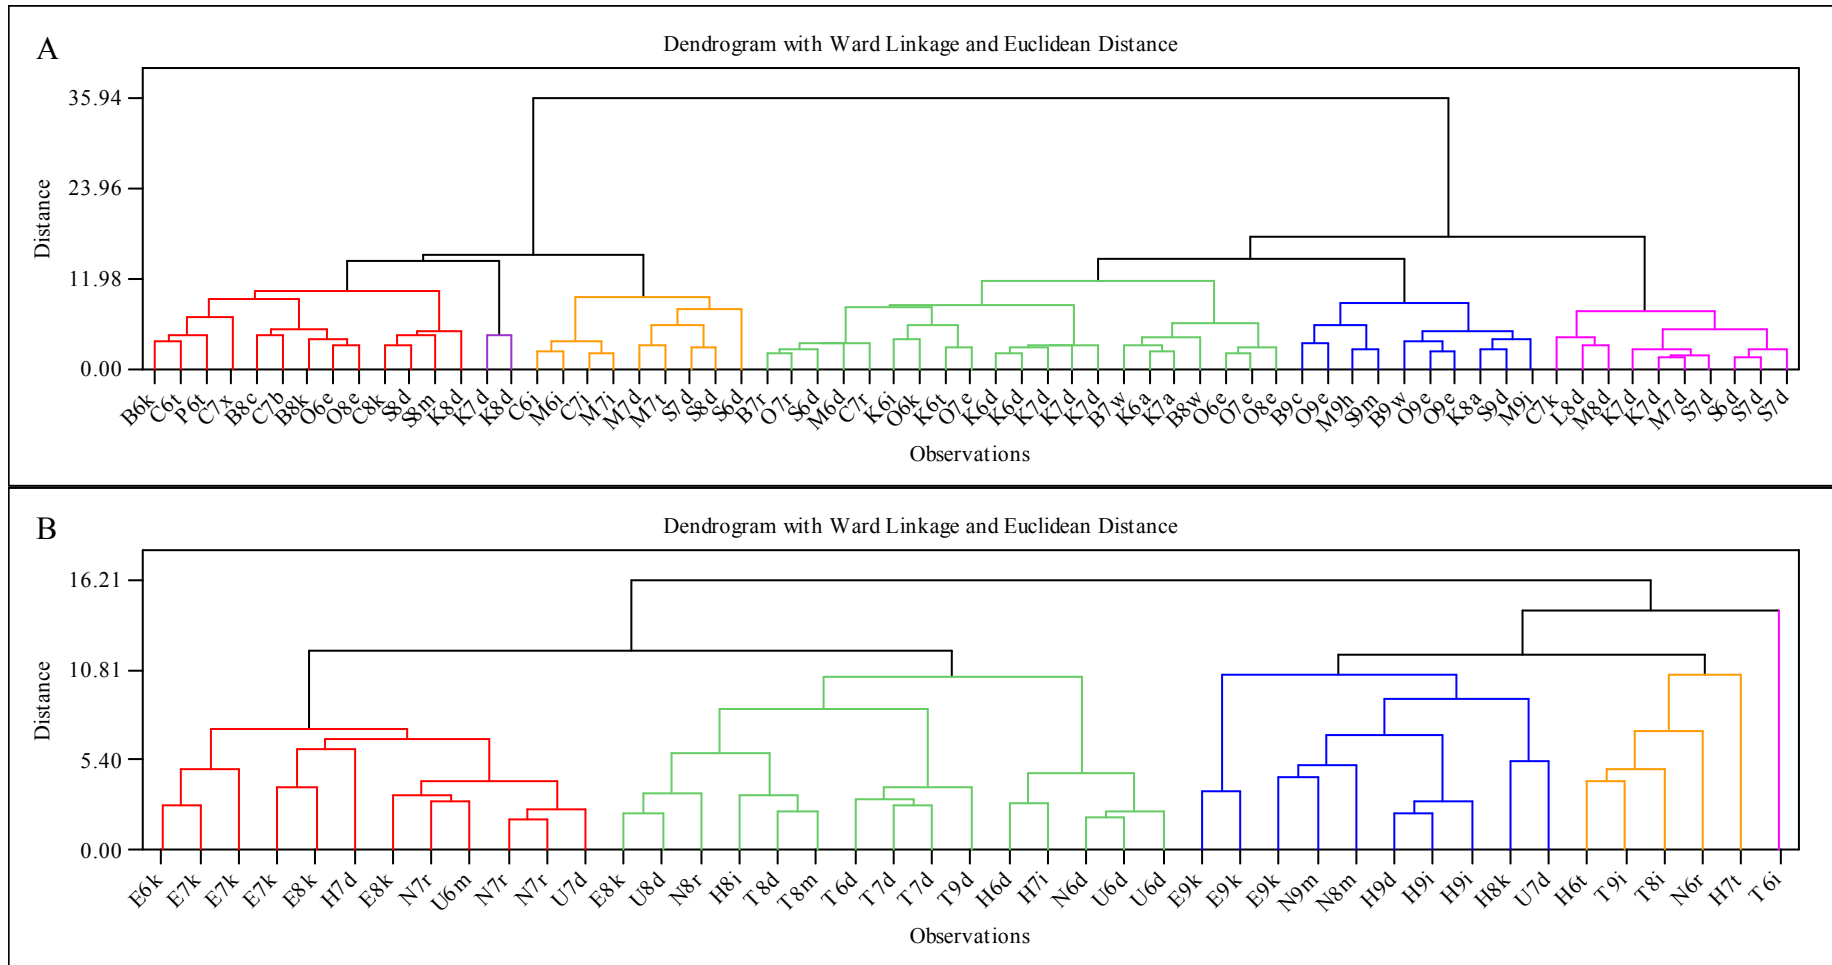 A
Dendrogram with Ward Linkage and Euclidean Distance
35.94
23.96
11.98
0.00
Distance
B6k C6t P6t C7x B8c C7b B8k O6e O8e C8k S8d S8m K8d K7d K8d C6i M6i C7i M7i M7d M7t S7d S8d S6d B7r O7r S6d M6d C7r K6i O6k K6t O7e K6d K6d K7d K7d K7d B7w K6a K7a B8w O6e O7e O8e B9c O9e M9h S9m B9w O9e O9e K8a S9d M9i C7k L8d M8d K7d K7d M7d S7d S6d S7d S7d
Observations
B
Dendrogram with Ward Linkage and Euclidean Distance
16.21
10.81
5.40
0.00
Distance
E6k E7k E7k E7k E8k H7d E8k N7r U6m N7r N7r U7d E8k U8d N8r H8i T8d T8m T6d T7d T7d T9d H6d H7i N6d U6d U6d E9k E9k E9k N9m N8m H9d H9i H9i H8k U7d H6t T9i T8i N6r H7t T6i
Observations